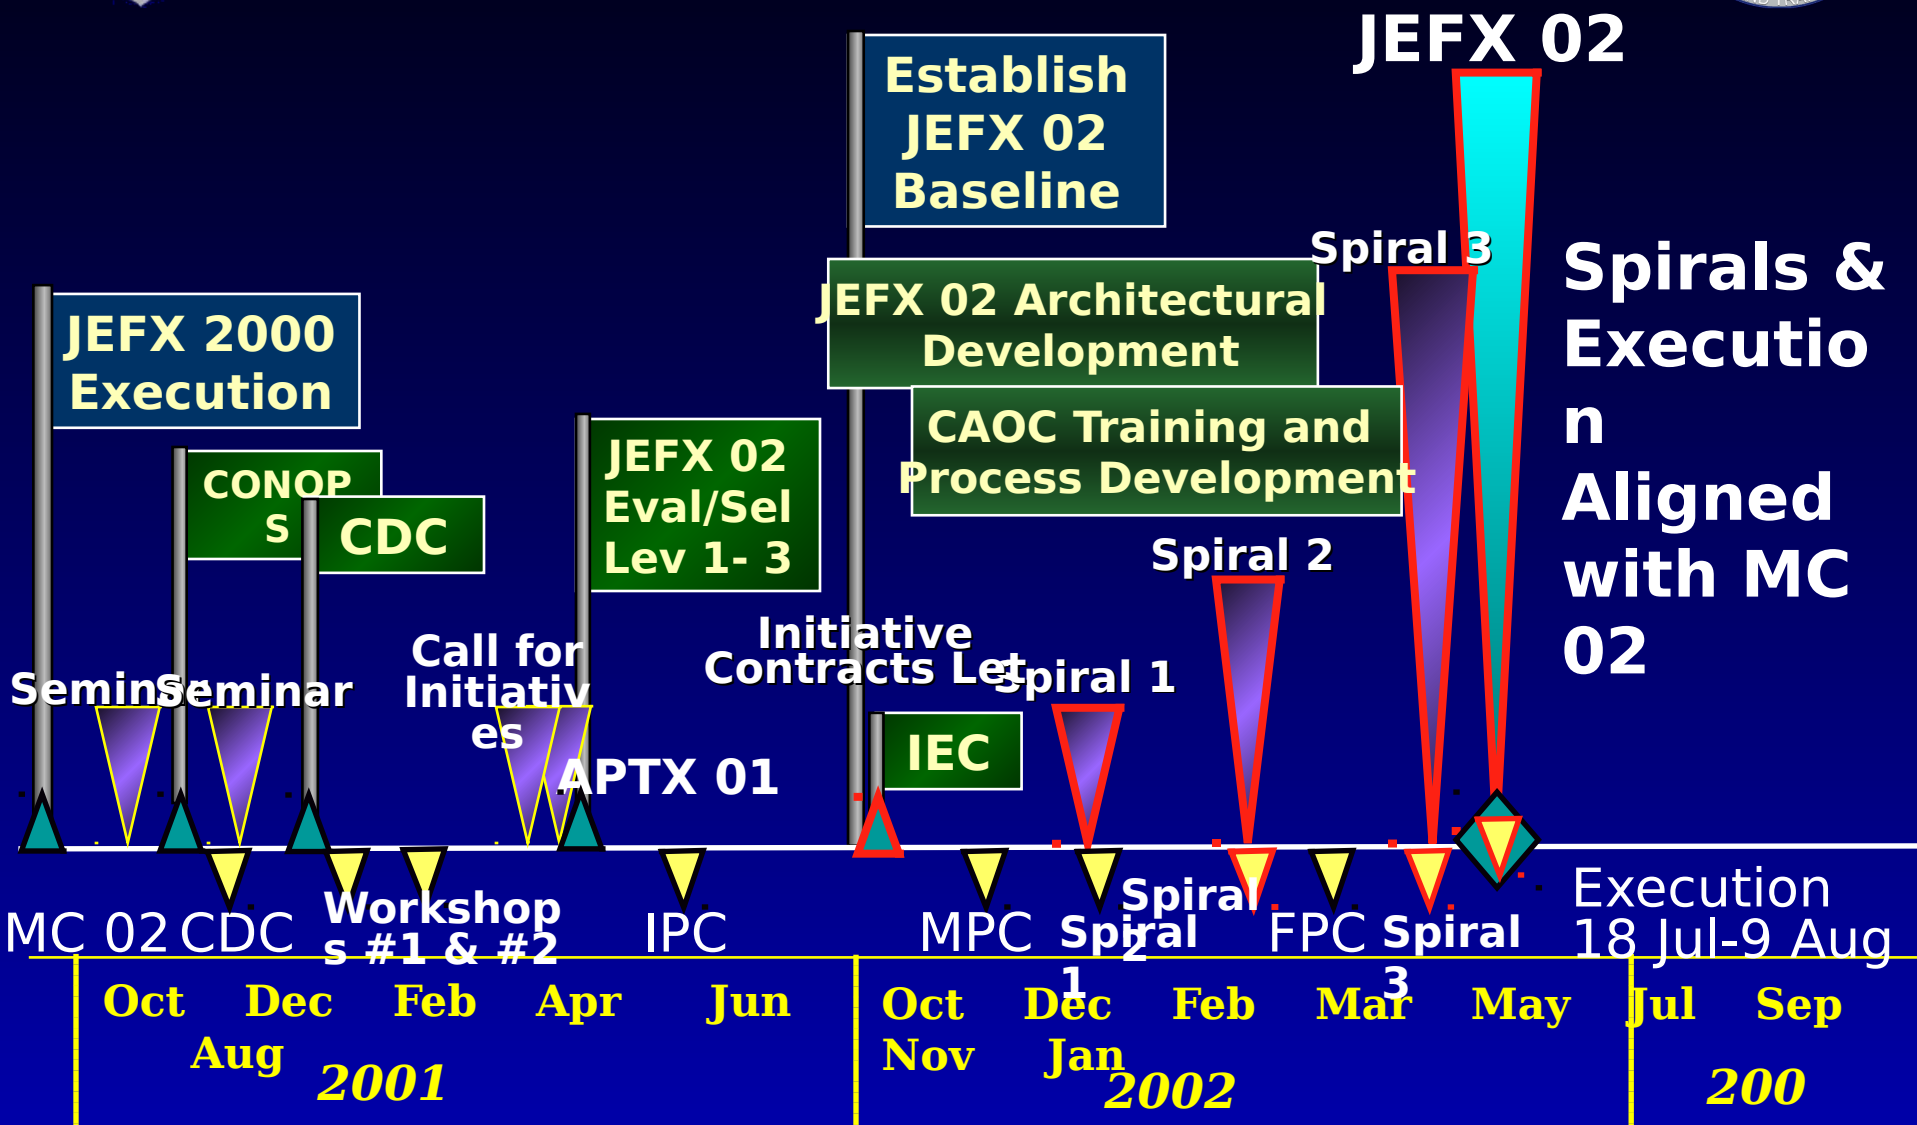 JEFX 02
Establish
JEFX 02
Baseline
Spiral 3
Spirals &
Executio
n
Aligned
with MC
02
JEFX 02 Architectural
Development
JEFX 2000
Execution
CAOC Training and
Process Development
JEFX 02
Eval/Sel
Lev 1- 3
CONOP
S
CDC
Spiral 2
Call for
Initiativ
es
Initiative
Contracts Let
Spiral 1
Seminar
Seminar
IEC
APTX 01
Execution
18 Jul-9 Aug
MC 02
CDC
Workshop
s #1 & #2
IPC
MPC
Spiral
1
Spiral
2
FPC
Spiral
3
Oct Dec Feb Apr Jun
Aug
2001
Oct Dec Feb Mar May Jul Sep
Nov Jan
2002
200